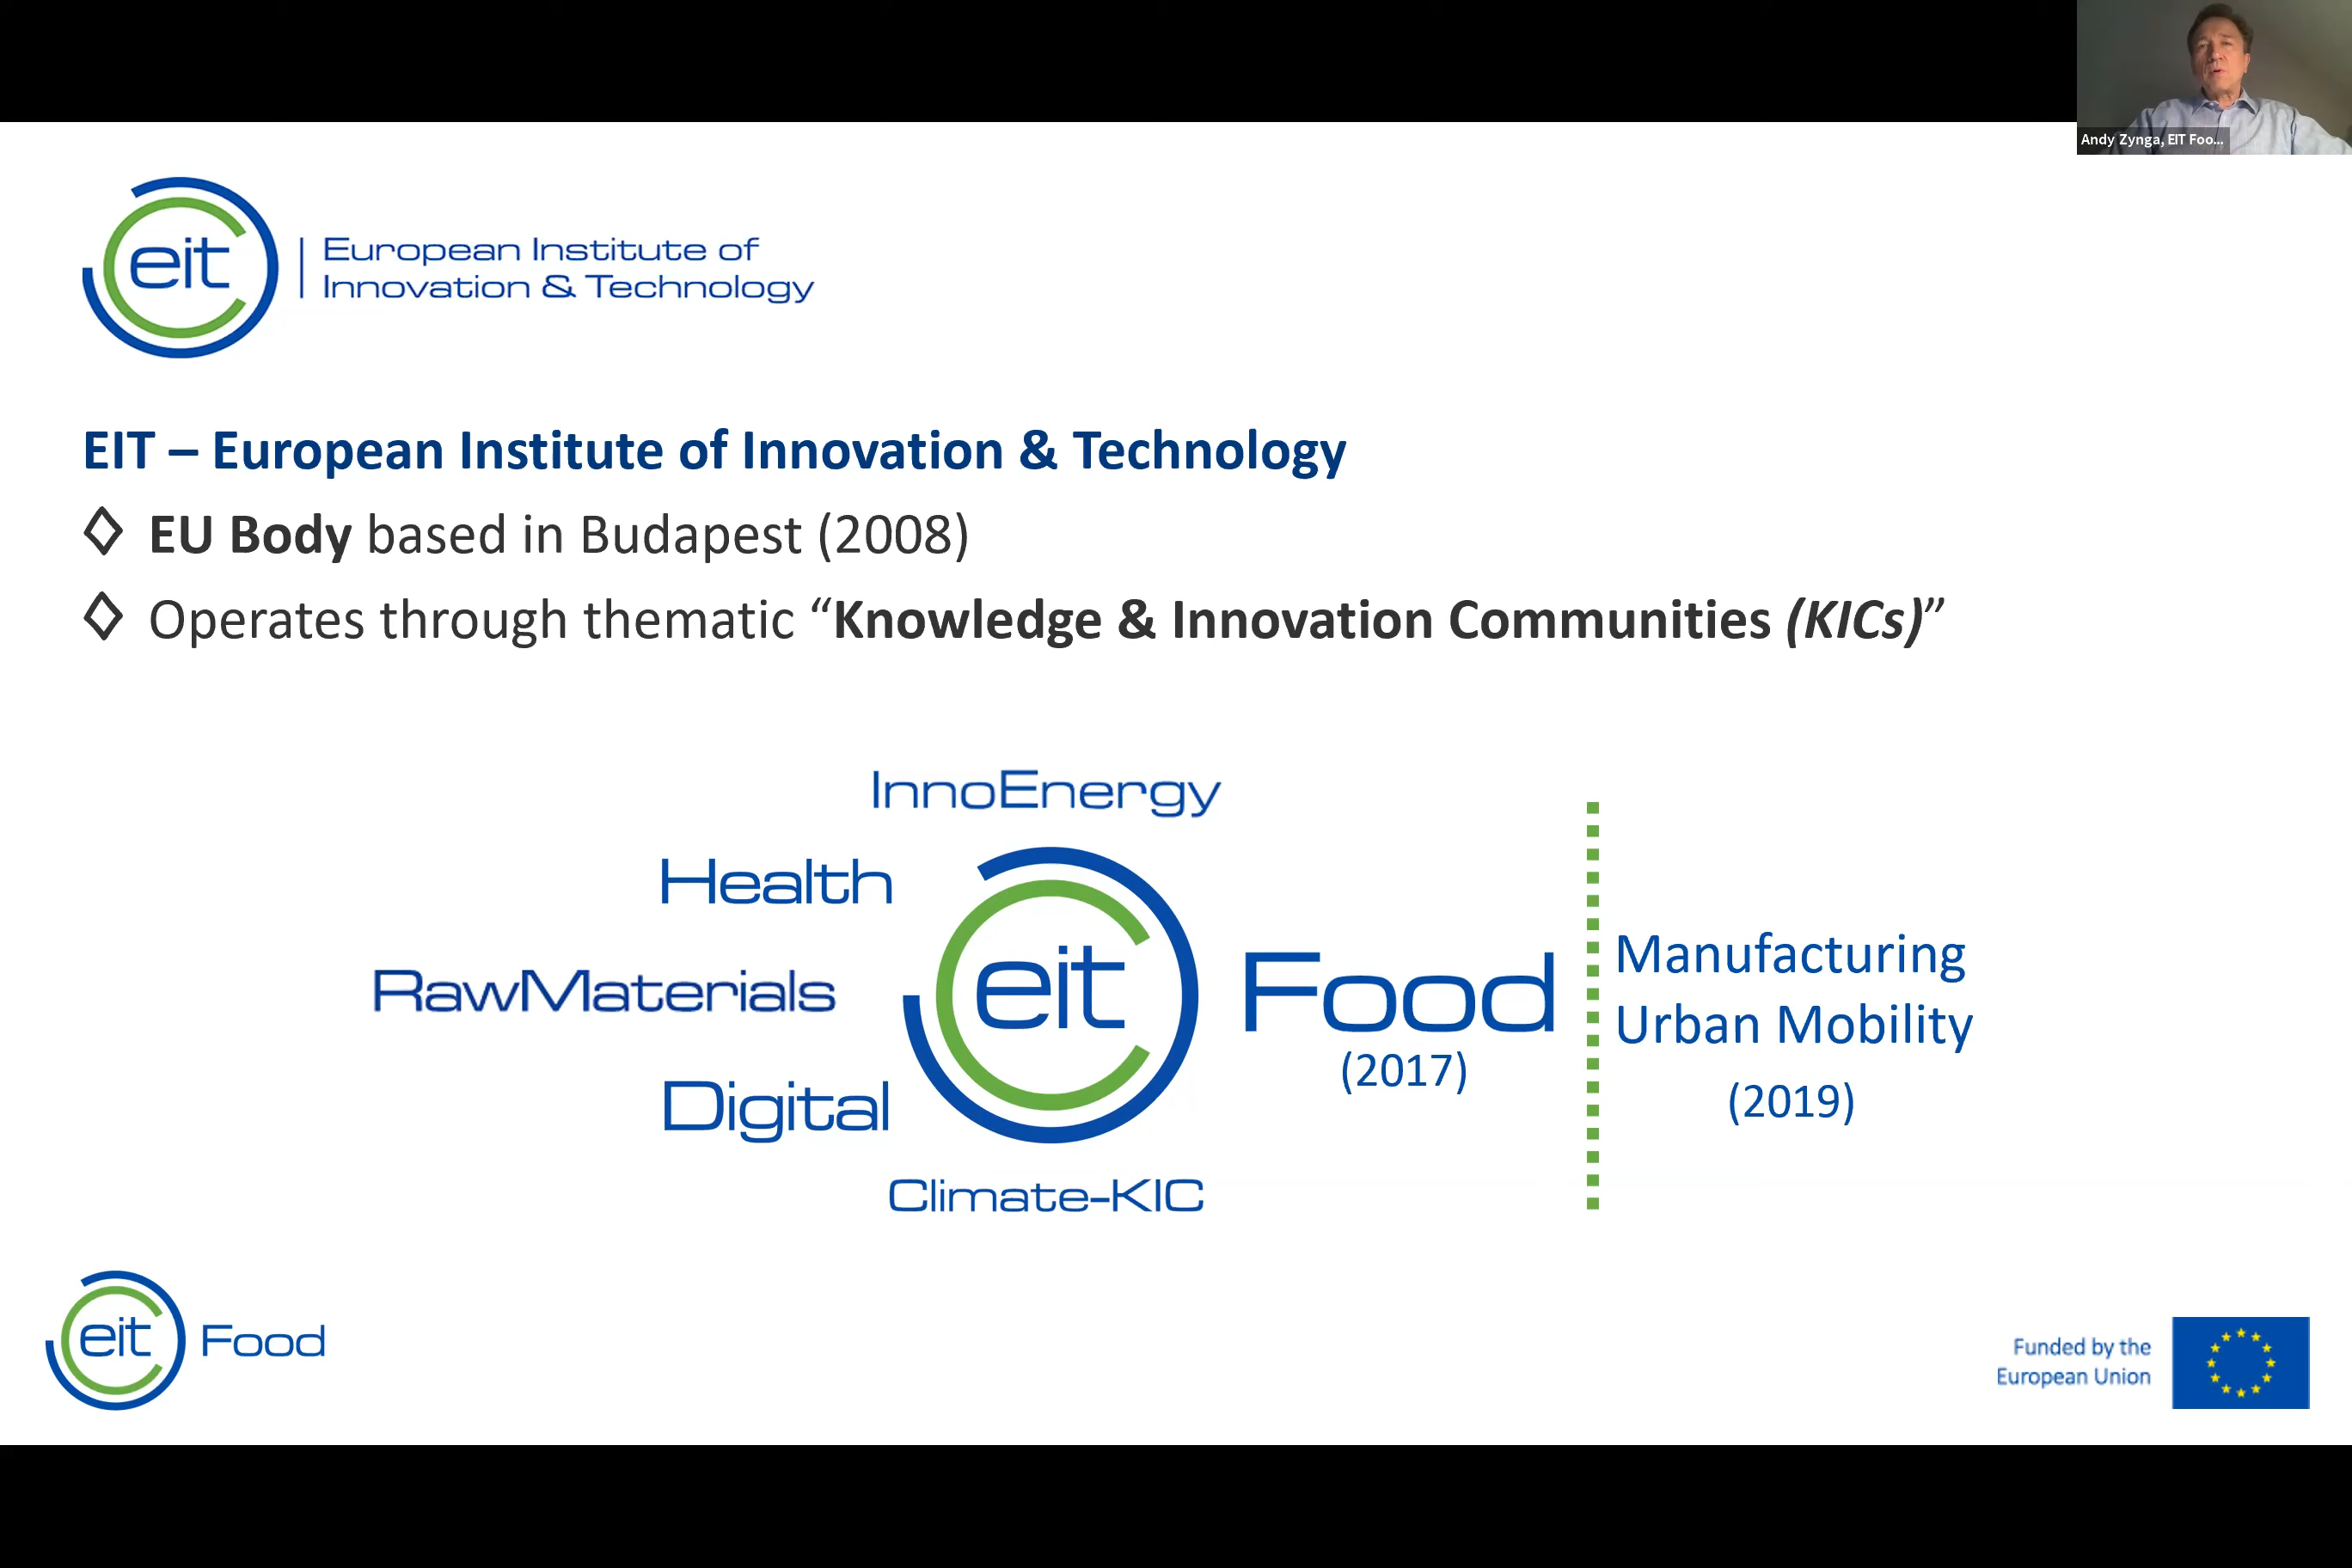 Andy Zynga, EIT Foo...
eit
European Institute of
Innovation & Technology
EIT – European Institute of Innovation & Technology
EU Body based in Budapest (2008)
Operates through thematic “Knowledge & Innovation Communities (KICs)”
InnoEnergy
Health
RawMaterials
eit
Food
(2017)
Manufacturing
Urban Mobility
(2019)
Digital
Climate-KIC
eit
Food
Funded by the
European Union